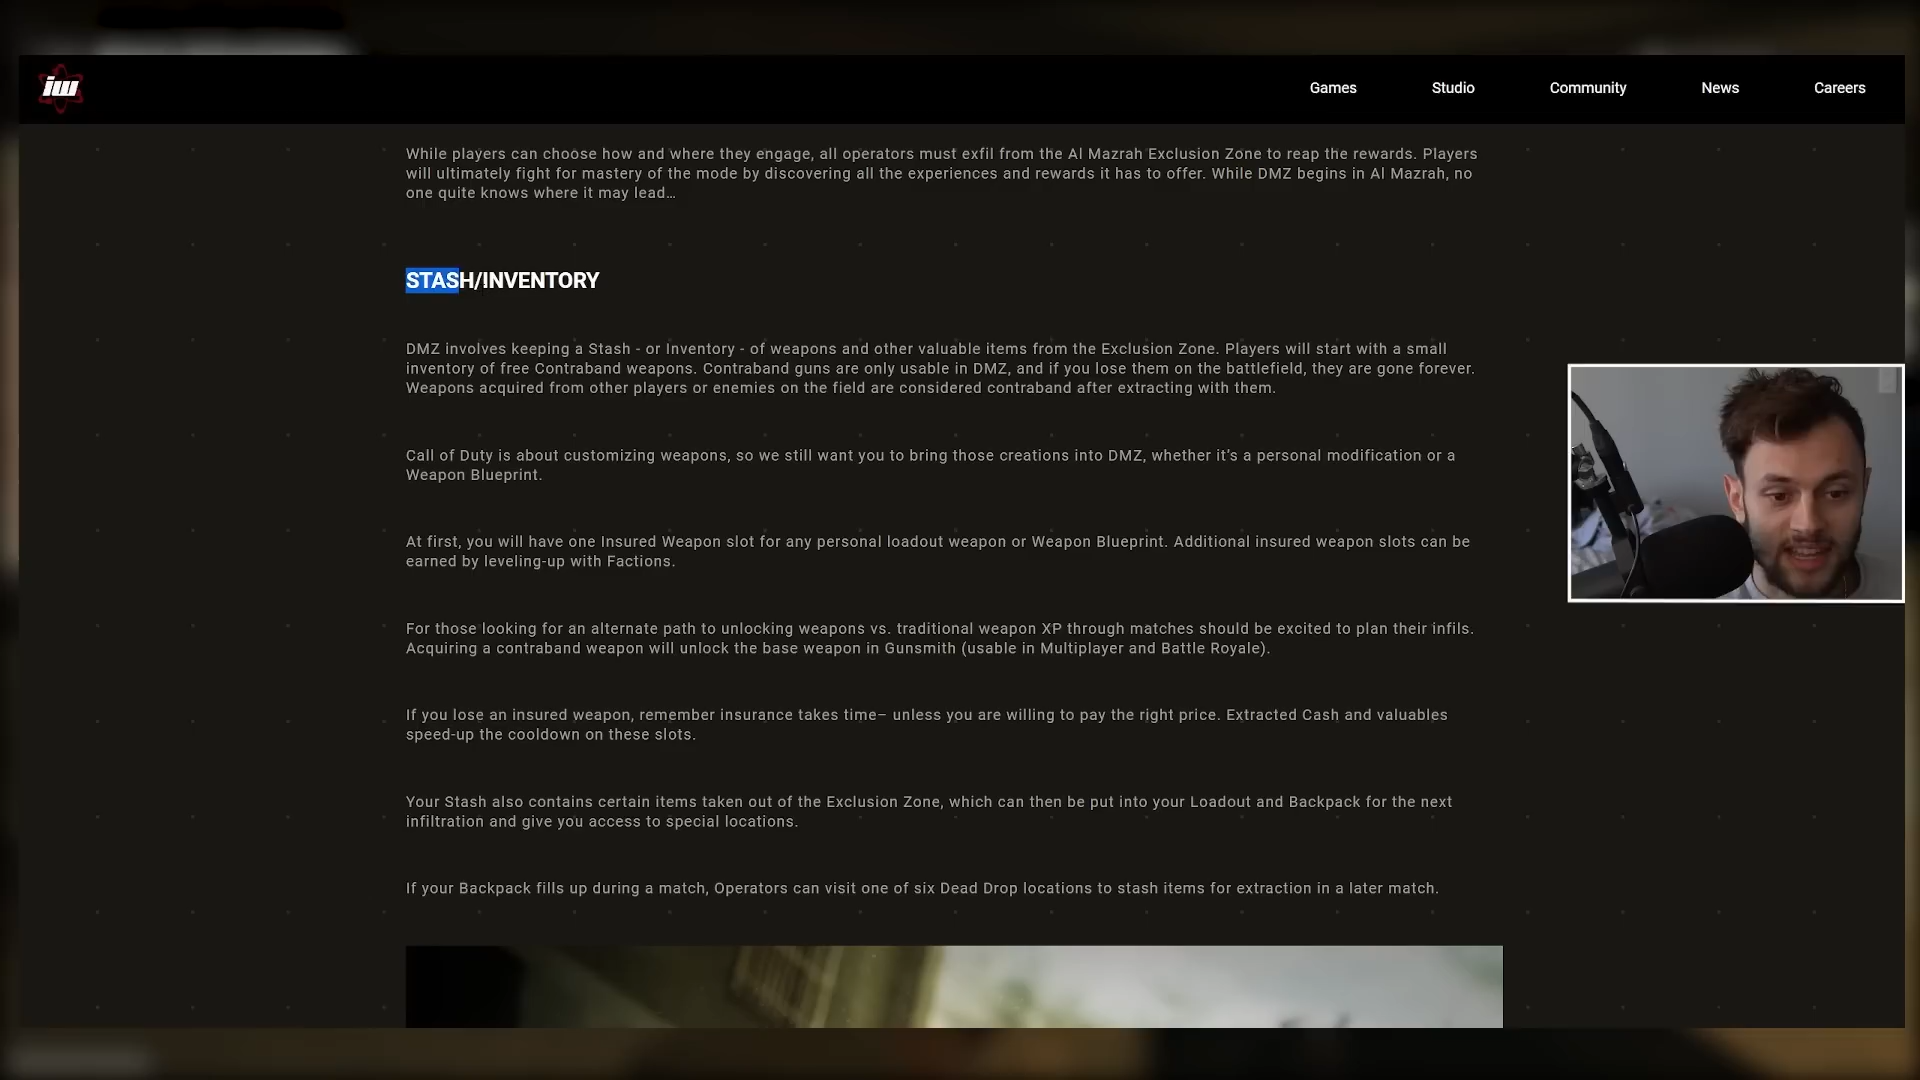 iw
Games
Studio
Community
News
Careers
While players can choose how and where they engage, all operators must exfil from the Al Mazrah Exclusion Zone to reap the rewards. Players
will ultimately fight for mastery of the mode by discovering all the experiences and rewards it has to offer. While DMZ begins in Al Mazrah, no
one quite knows where it may lead…
STASH/INVENTORY
DMZ involves keeping a Stash - or Inventory - of weapons and other valuable items from the Exclusion Zone. Players will start with a small
inventory of free Contraband weapons. Contraband guns are only usable in DMZ, and if you lose them on the battlefield, they are gone forever.
Weapons acquired from other players or enemies on the field are considered contraband after extracting with them.
Call of Duty is about customizing weapons, so we still want you to bring those creations into DMZ, whether it's a personal modification or a
Weapon Blueprint.
At first, you will have one Insured Weapon slot for any personal loadout weapon or Weapon Blueprint. Additional insured weapon slots can be
earned by leveling-up with Factions.
For those looking for an alternate path to unlocking weapons vs. traditional weapon XP through matches should be excited to plan their infils.
Acquiring a contraband weapon will unlock the base weapon in Gunsmith (usable in Multiplayer and Battle Royale).
If you lose an insured weapon, remember insurance takes time– unless you are willing to pay the right price. Extracted Cash and valuables
speed-up the cooldown on these slots.
Your Stash also contains certain items taken out of the Exclusion Zone, which can then be put into your Loadout and Backpack for the next
infiltration and give you access to special locations.
If your Backpack fills up during a match, Operators can visit one of six Dead Drop locations to stash items for extraction in a later match.